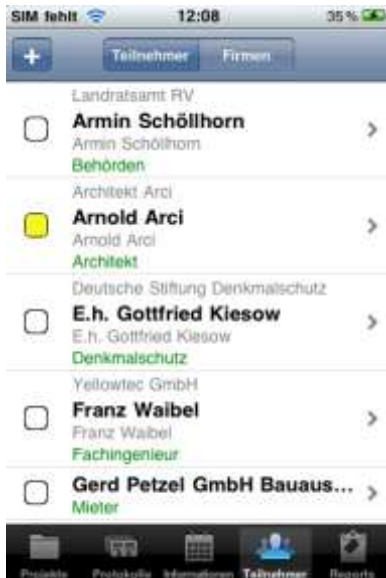 SIM fehlt 12:08 35 %
+ Teilnehmer Firmen
Landratsamt RV
Armin Schöllhorn
Armin Schöllhorn
Behörden
Architekt Arci
Arnold Arci
Arnold Arci
Architekt
Deutsche Stiftung Denkmalschutz
E.h. Gottfried Kiesow
E.h. Gottfried Kiesow
Denkmalschutz
Yellowtec GmbH
Franz Waibel
Franz Waibel
Fachingenieur
Gerd Petzel GmbH Bauaus...
Mieter
Projekte Protokolle Informationen Teilnehmer Reports